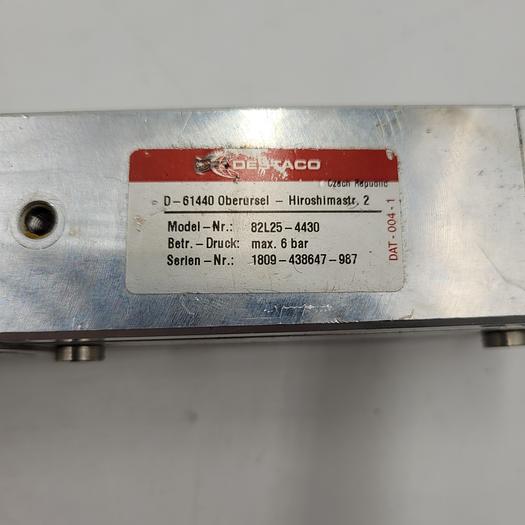 DESTACO
Czech Republic
D-61440 Oberursel - Hiroshimastr. 2
Model-Nr.: 82L25-4430
Betr.-Druck: max. 6 bar
Serien-Nr.: 1809-438647-987
DAT-004-1